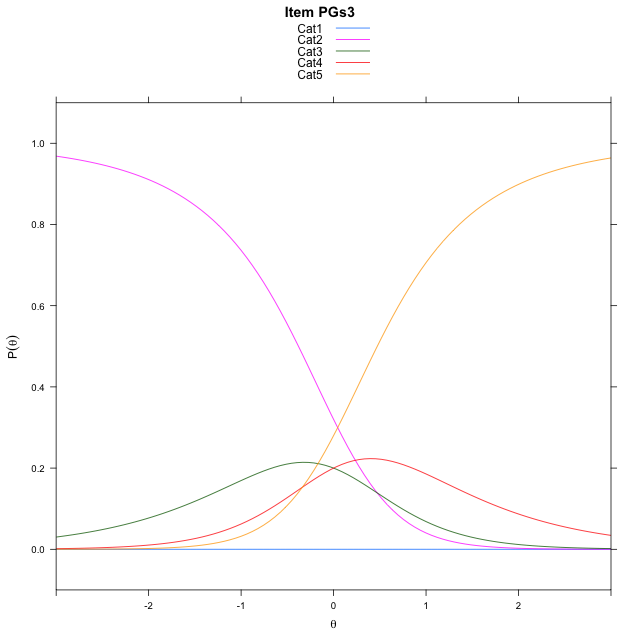 Item PGs3
Cat1
Cat2
Cat3
Cat4
Cat5
1.0
0.8
0.6
0.4
0.2
0.0
P(θ)
-2 -1 0 1 2
θ